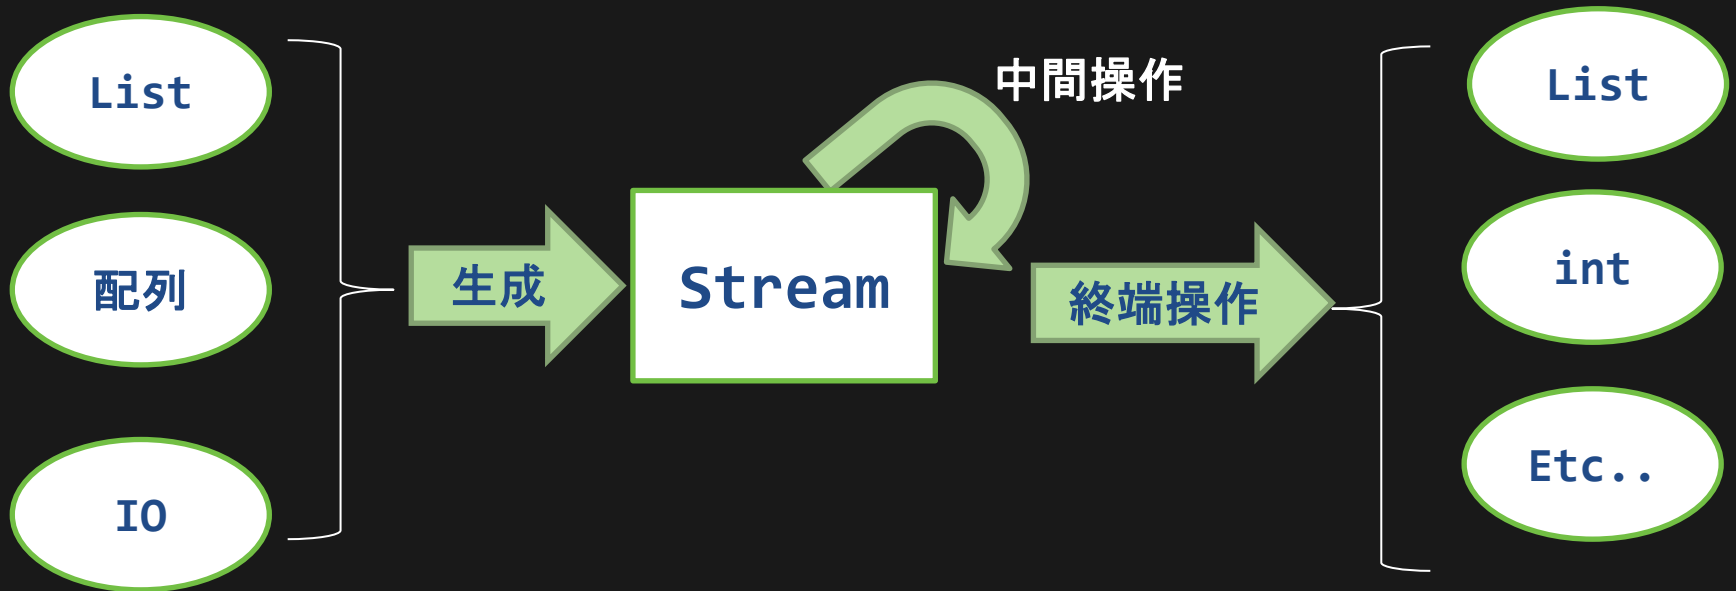 List
配列
IO
生成
Stream
中間操作
終端操作
List
int
Etc..